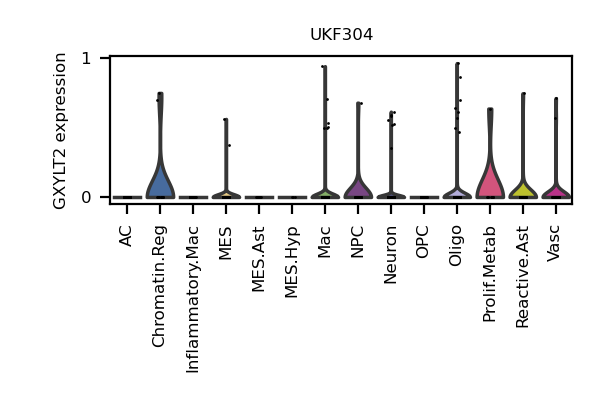 UKF304
GXYLT2 expression
1
0
AC
Chromatin.Reg
Inflammatory.Mac
MES
MES.Ast
MES.Hyp
Mac
NPC
Neuron
OPC
Oligo
Prolif.Metab
Reactive.Ast
Vasc